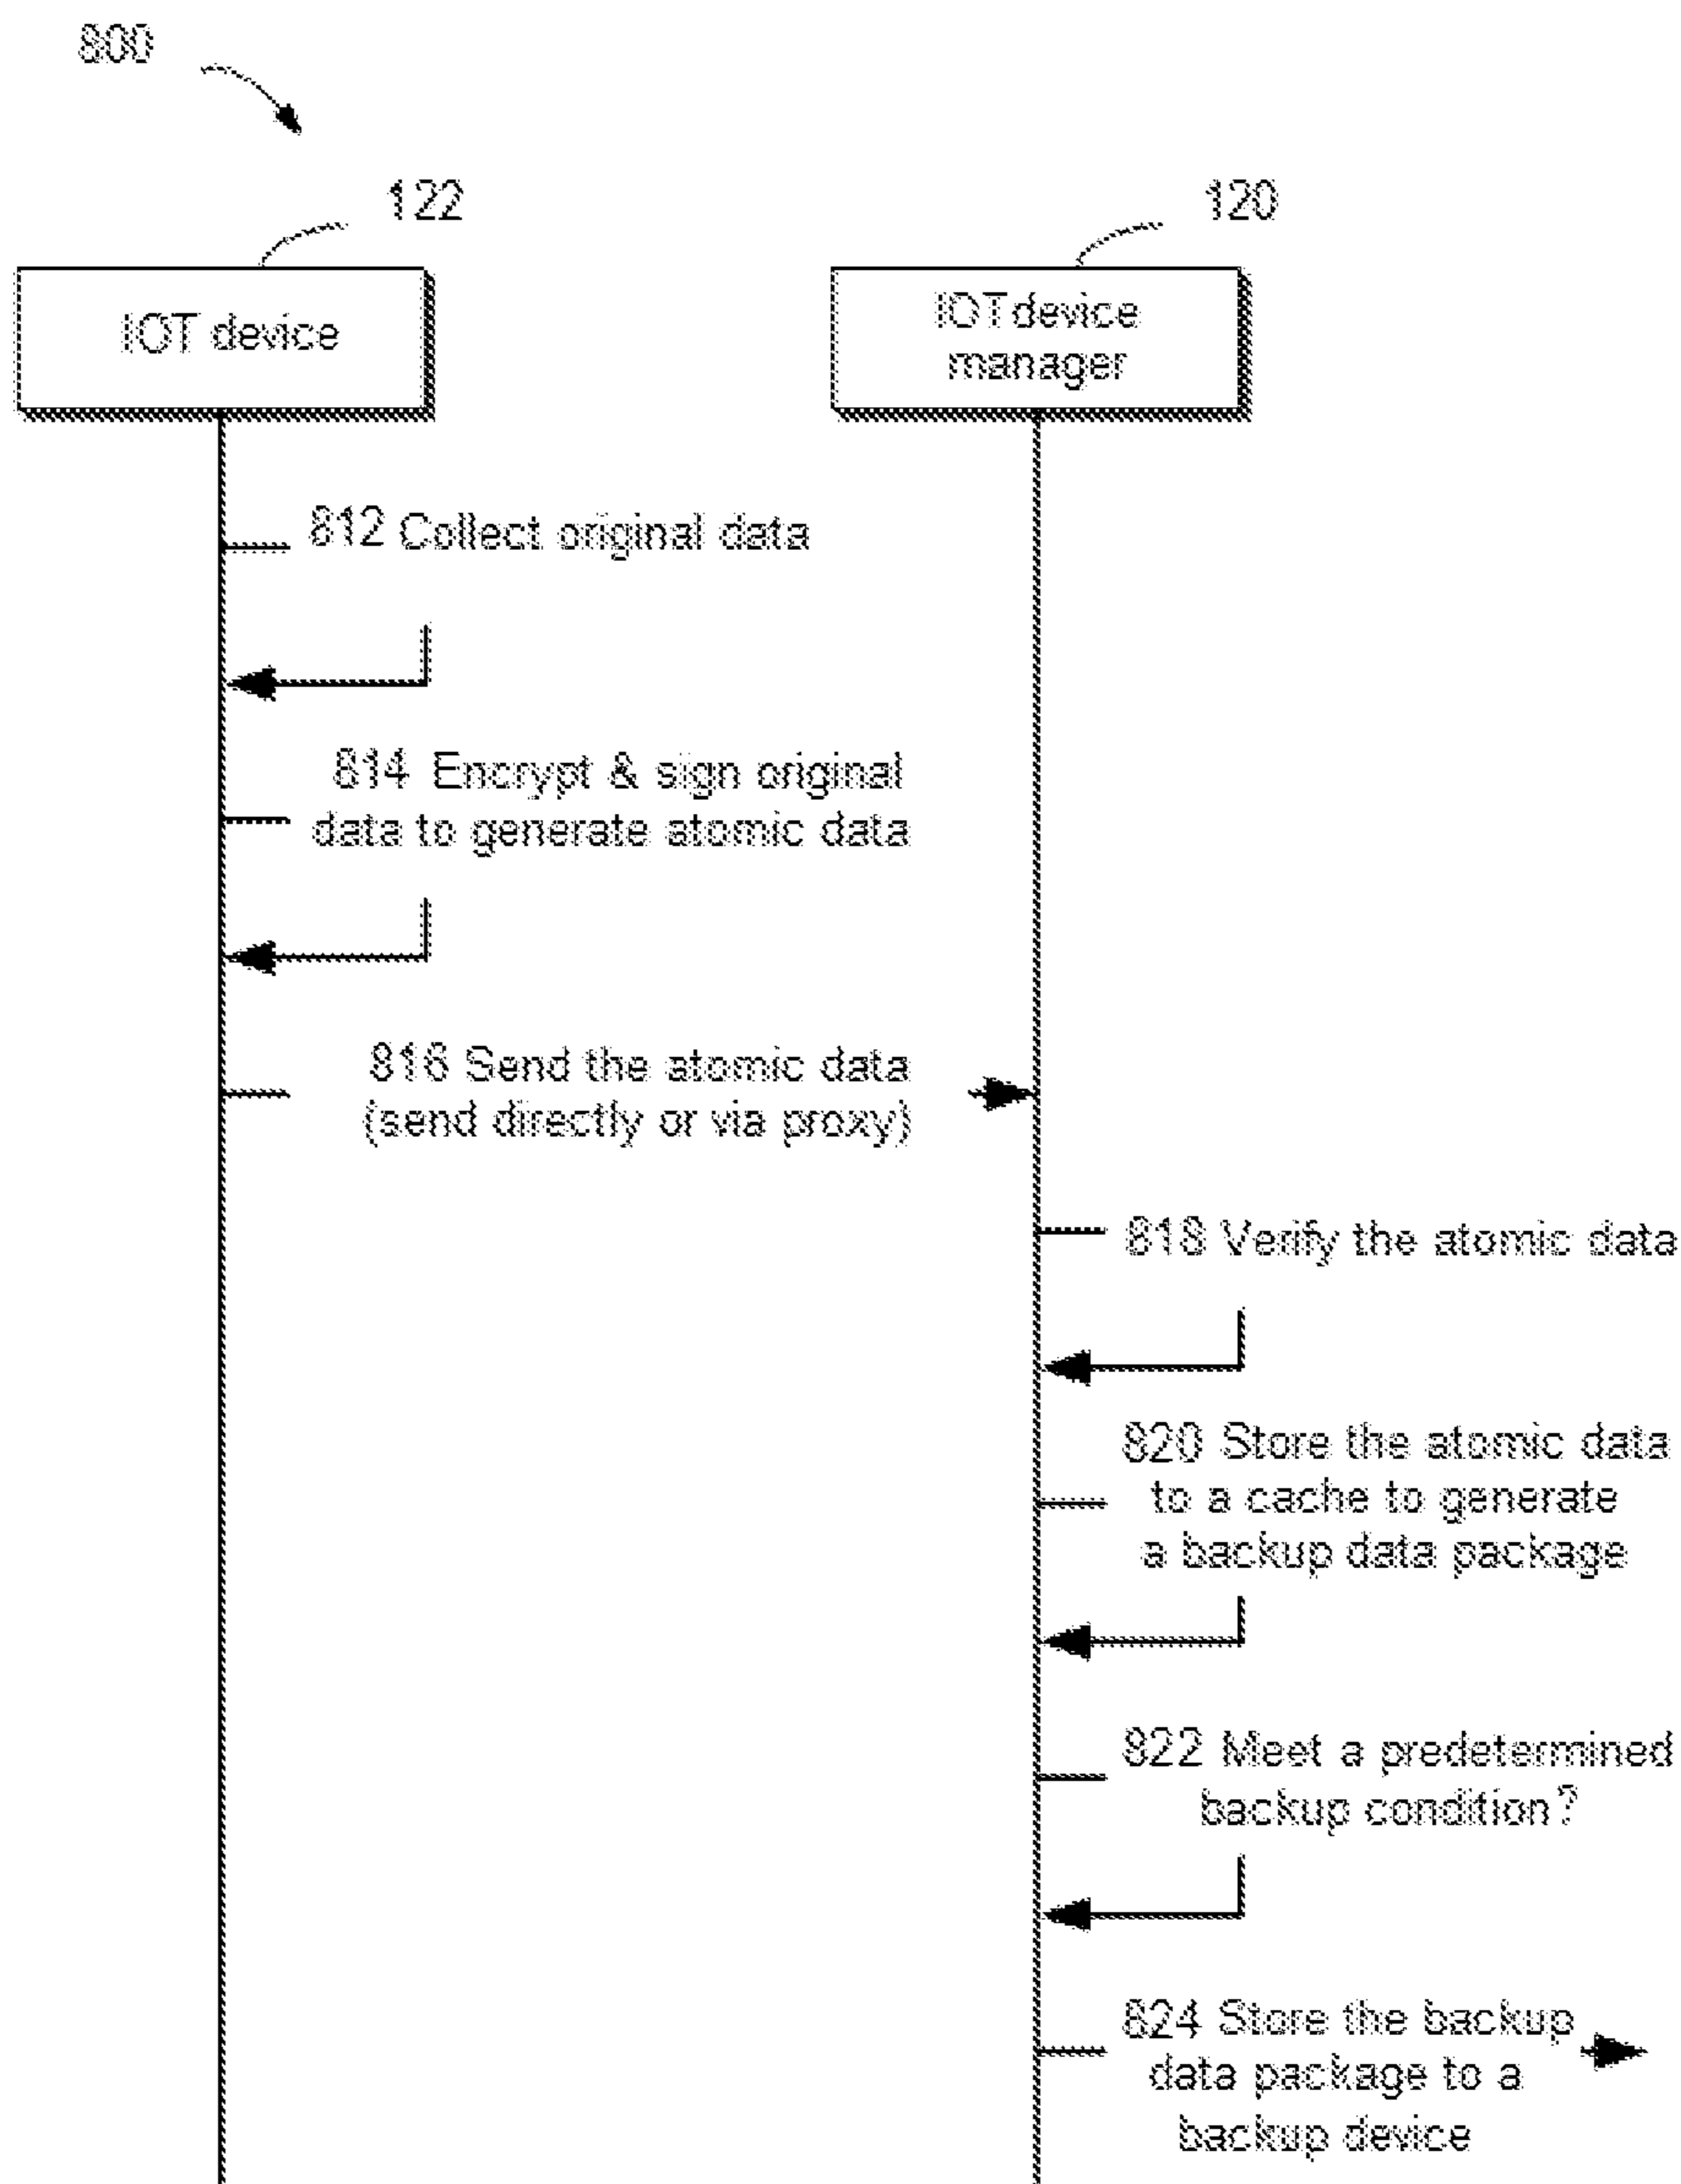 800
122
120
IOT device
IOT device
manager
812 Collect original data
814 Encrypt & sign original
data to generate atomic data
816 Send the atomic data
(send directly or via proxy)
818 Verify the atomic data
820 Store the atomic data
to a cache to generate
a backup data package
822 Meet a predetermined
backup condition?
824 Store the backup
data package to a
backup device